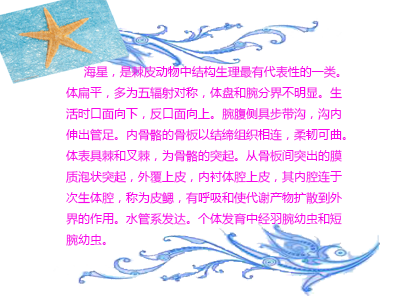 海星，是棘皮动物中结构生理最有代表性的一类。
体扁平，多为五辐射对称，体盘和腕分界不明显。生
活时口面向下，反口面向上。腕腹侧具步带沟，沟内
伸出管足。内骨骼的骨板以结缔组织相连，柔韧可曲。
体表具棘和叉棘，为骨骼的突起。从骨板间突出的膜
质泡状突起，外覆上皮，内衬体腔上皮，其内腔连于
次生体腔，称为皮鳃，有呼吸和使代谢产物扩散到外
界的作用。水管系发达。个体发育中经羽腕幼虫和短
腕幼虫。